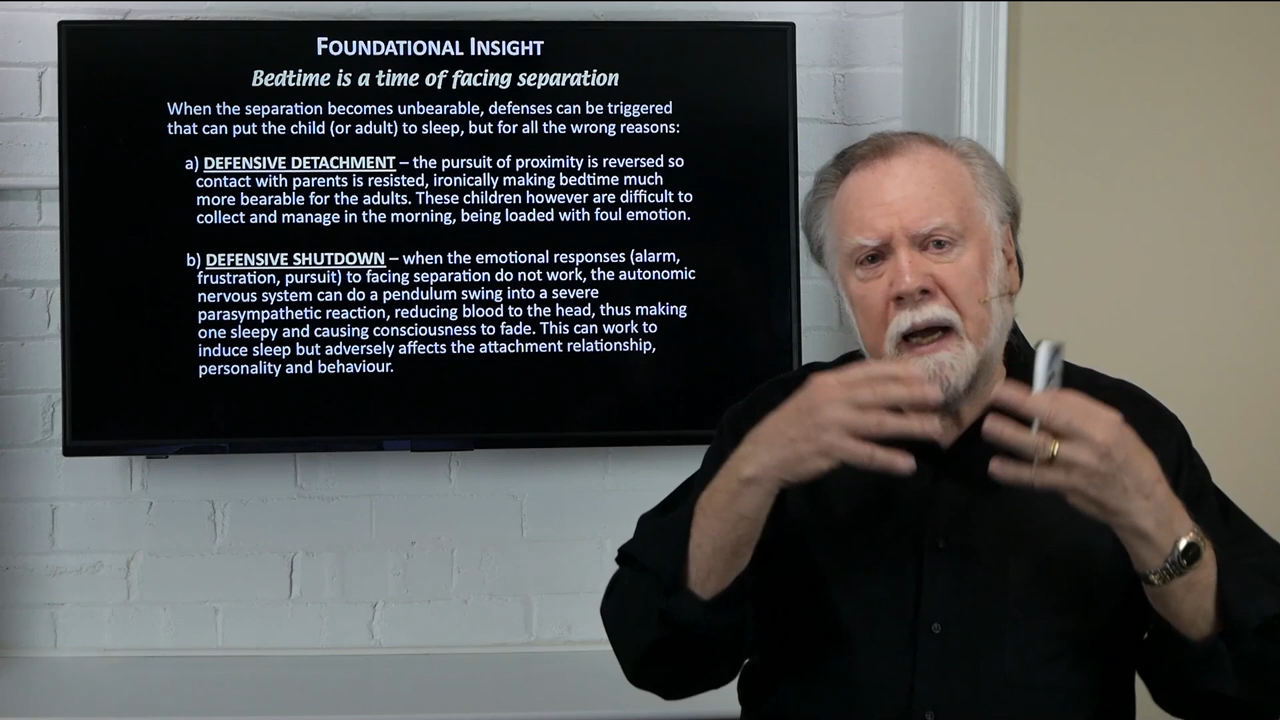 FOUNDATIONAL INSIGHT
Bedtime is a time of facing separation
When the separation becomes unbearable, defenses can be triggered
that can put the child (or adult) to sleep, but for all the wrong reasons:
a) DEFENSIVE DETACHMENT – the pursuit of proximity is reversed so
contact with parents is resisted, ironically making bedtime much
more bearable for the adults. These children however are difficult to
collect and manage in the morning, being loaded with foul emotion.
b) DEFENSIVE SHUTDOWN – when the emotional responses (alarm,
frustration, pursuit) to facing separation do not work, the autonomic
nervous system can do a pendulum swing into a severe
parasympathetic reaction, reducing blood to the head, thus making
one sleepy and causing consciousness to fade. This can work to
induce sleep but adversely affects the attachment relationship,
personality and behaviour.